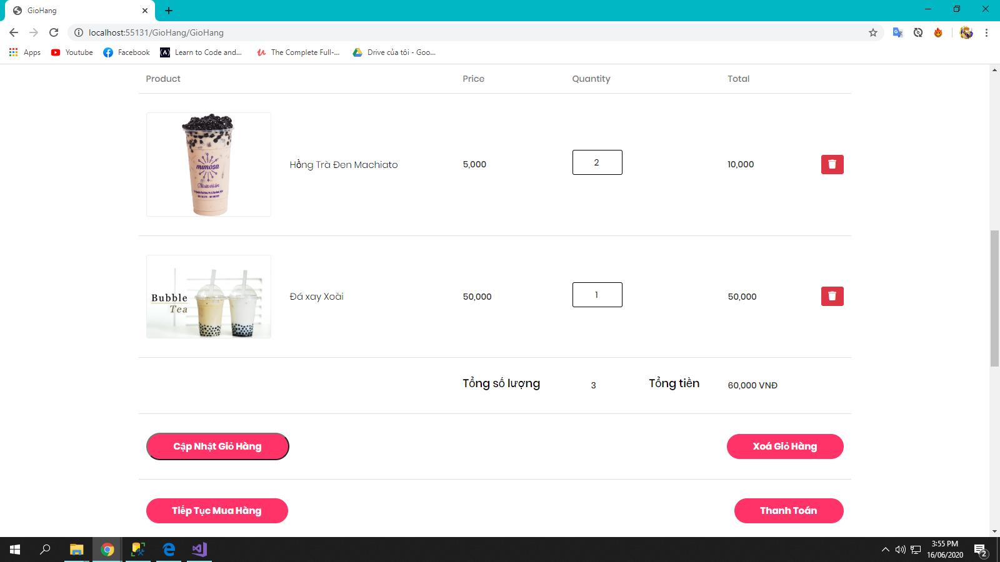 GioHang
localhost:55131/GioHang/GioHang
Apps Youtube Facebook Learn to Code and... The Complete Full-... Drive của tôi - Goo...
Product Price Quantity Total
mimosa
Hồng Trà Đen Machiato 5,000 2 10,000
Bubble
Tea
Đá xay Xoài 50,000 1 50,000
Tổng số lượng 3 Tổng tiền 60,000 VNĐ
Cập Nhật Giỏ Hàng Xoá Giỏ Hàng
Tiếp Tục Mua Hàng Thanh Toán
3:55 PM
16/06/2020
2